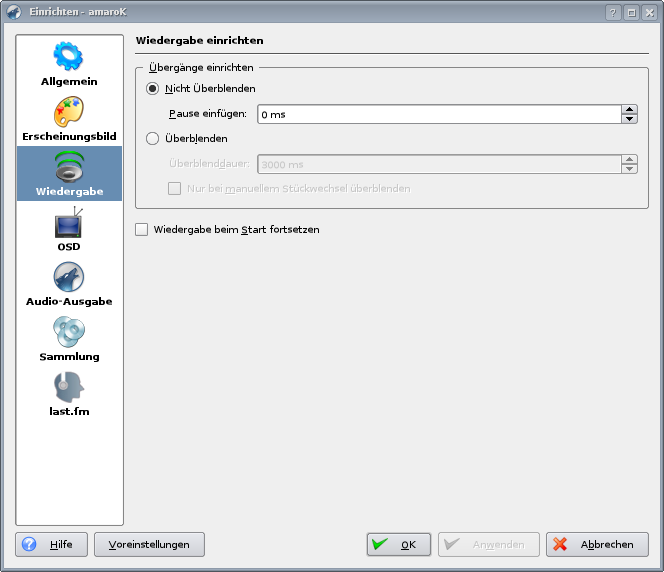 Einrichten - amaroK
Allgemein
Erscheinungsbild
Wiedergabe
OSD
Audio-Ausgabe
Sammlung
last.fm
Wiedergabe einrichten
Übergänge einrichten
Nicht Überblenden
Pause einfügen: 0 ms
Überblenden
Überblenddauer: 3000 ms
Nur bei manuellem Stückwechsel überblenden
Wiedergabe beim Start fortsetzen
Hilfe Voreinstellungen OK Anwenden Abbrechen